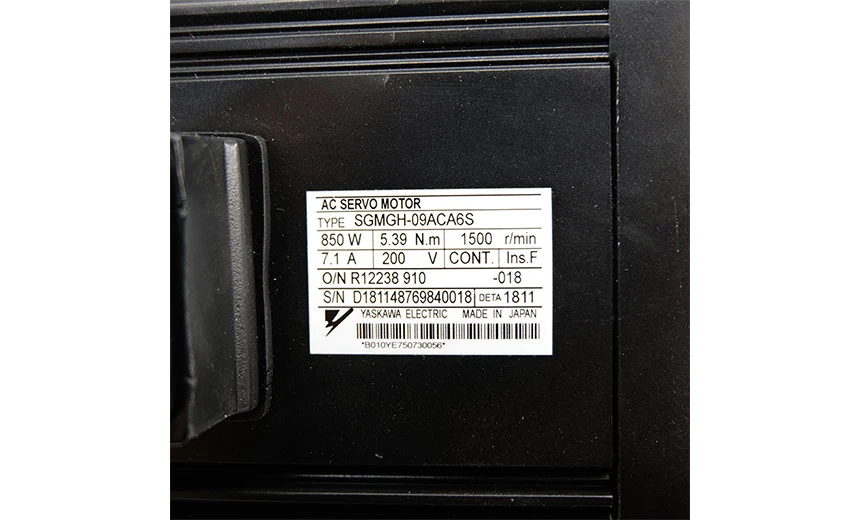 AC SERVO MOTOR
TYPE SGMGH-09ACA6S
850 W 5.39 N.m 1500 r/min
7.1 A 200 V CONT. Ins.F
O/N R12238 910 -018
S/N D181148769840018 DETA 1811
YASKAWA ELECTRIC MADE IN JAPAN
*B010YE750730056*